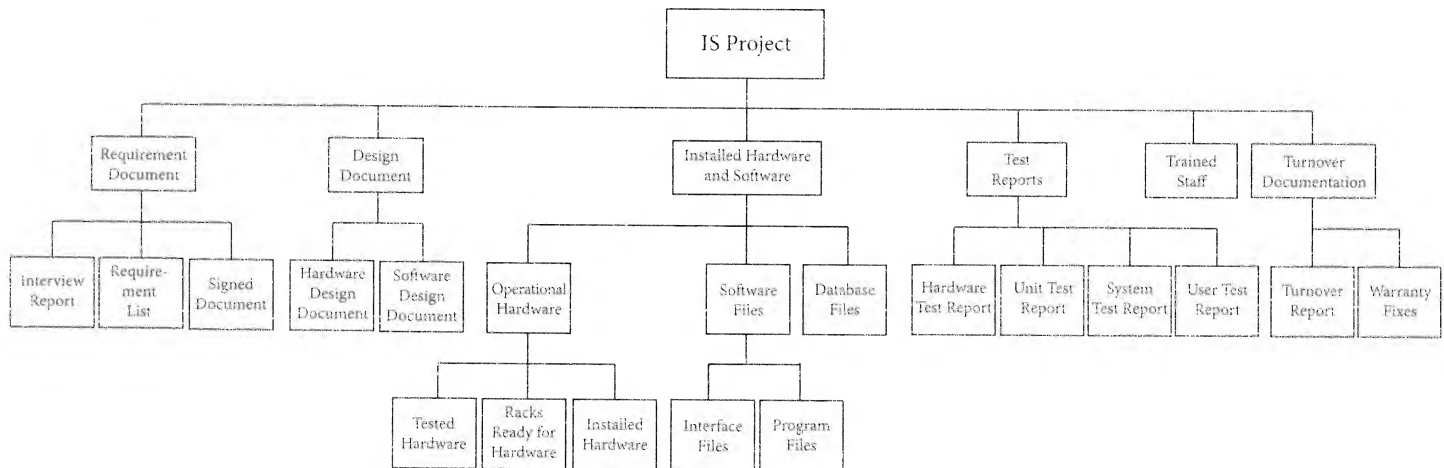 IS Project
Requirement
Document
Design
Document
Installed Hardware
and Software
Test
Reports
Trained
Staff
Turnover
Documentation
Interview
Report
Require-
ment
List
Signed
Document
Hardware
Design
Document
Software
Design
Document
Operational
Hardware
Software
Files
Database
Files
Hardware
Test Report
Unit Test
Report
System
Test Report
User Test
Report
Turnover
Report
Warranty
Fixes
Tested
Hardware
Racks
Ready for
Hardware
Installed
Hardware
Interface
Files
Program
Files